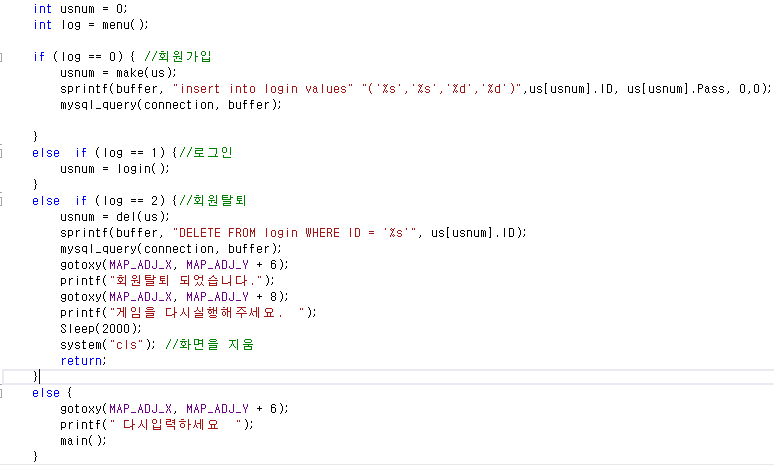 int usnum = 0;
int log = menu();
if (log == 0) { //회원가입
usnum = make(us);
sprintf(buffer, "insert into login values" "('%s','%s','%d','%d')",us[usnum].ID, us[usnum].Pass, 0,0);
mysql_query(connection, buffer);
}
else  if (log == 1) {//로그인
usnum = login();
}
else  if (log == 2) {//회원탈퇴
usnum = del(us);
sprintf(buffer, "DELETE FROM login WHERE ID = '%s'", us[usnum].ID);
mysql_query(connection, buffer);
gotoxy(MAP_ADJ_X, MAP_ADJ_Y + 6);
printf("회원탈퇴 되었습니다.");
gotoxy(MAP_ADJ_X, MAP_ADJ_Y + 8);
printf("게임을 다시실행해주세요.  ");
Sleep(2000);
system("cls"); //화면을 지움
return;
}
else {
gotoxy(MAP_ADJ_X, MAP_ADJ_Y + 6);
printf(" 다시입력하세요  ");
main();
}